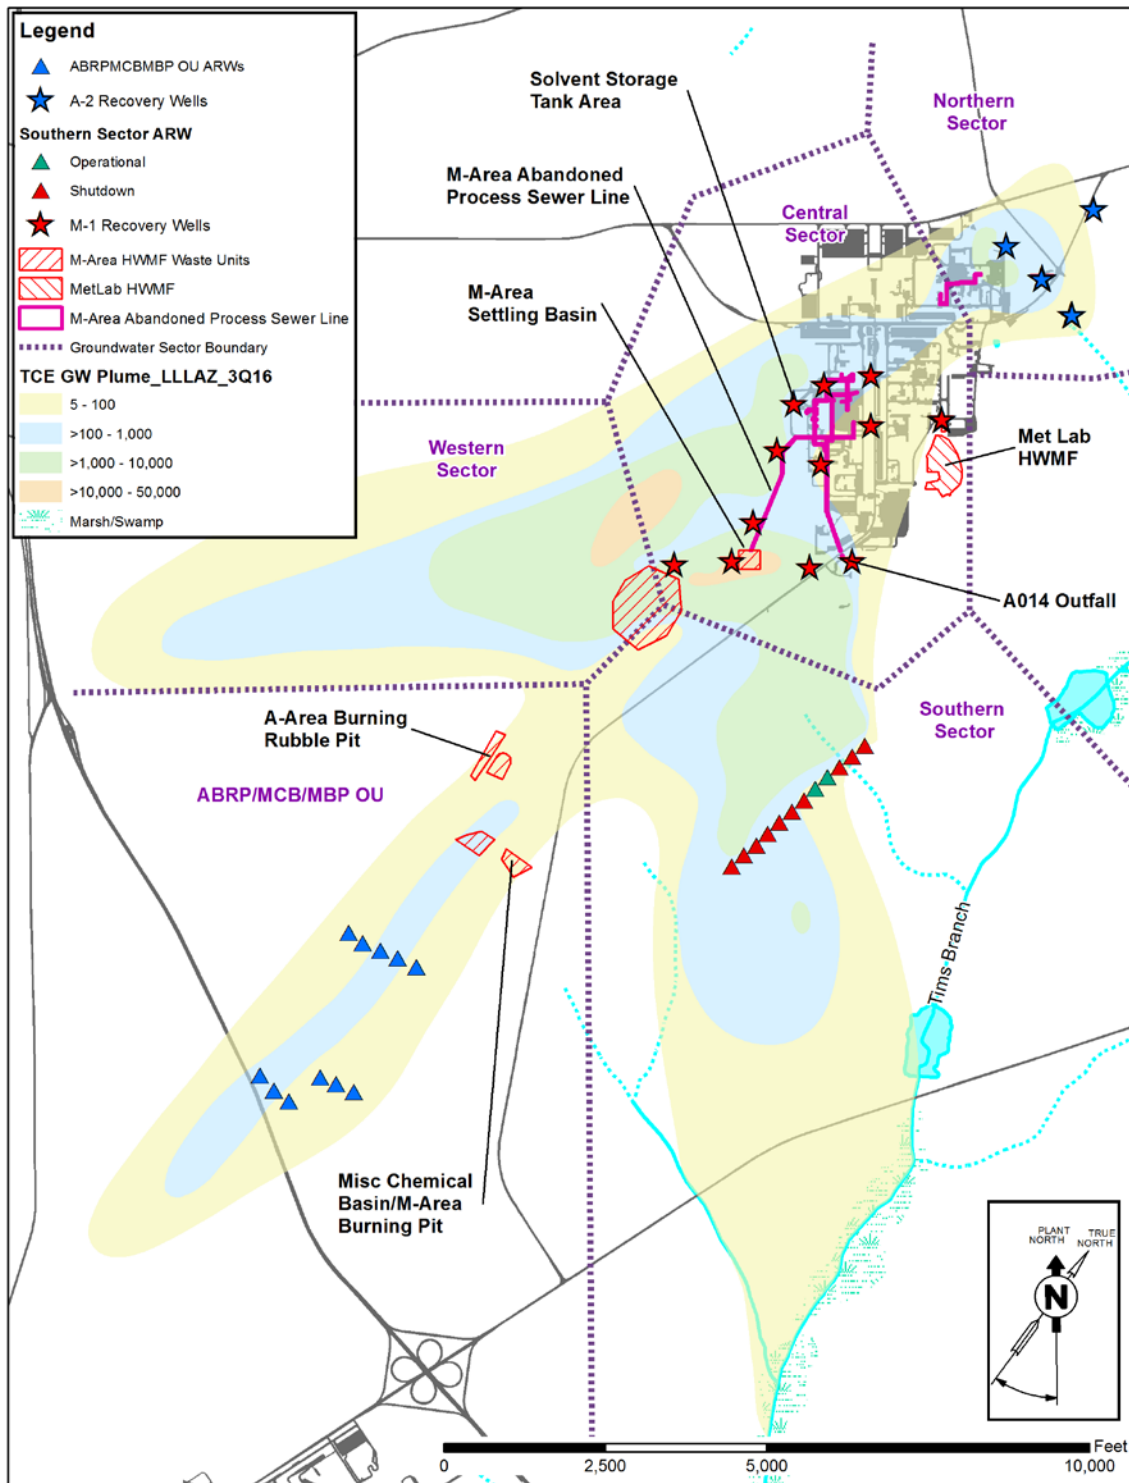 Legend
ABRPMCBMBP OU ARWs
A-2 Recovery Wells
Southern Sector ARW
Operational
Shutdown
M-1 Recovery Wells
M-Area HWMF Waste Units
MetLab HWMF
M-Area Abandoned Process Sewer Line
Groundwater Sector Boundary
TCE GW Plume_LLLAZ_3Q16
5 - 100
>100 - 1,000
>1,000 - 10,000
>10,000 - 50,000
Marsh/Swamp
Solvent Storage
Tank Area
Northern
Sector
M-Area Abandoned
Process Sewer Line
Central
Sector
M-Area
Settling Basin
Western
Sector
Met Lab
HWMF
A014 Outfall
A-Area Burning
Rubble Pit
Southern
Sector
ABRP/MCB/MBP OU
Tims Branch
Misc Chemical
Basin/M-Area
Burning Pit
PLANT
NORTH
TRUE
NORTH
N
Feet
0
2,500
5,000
10,000